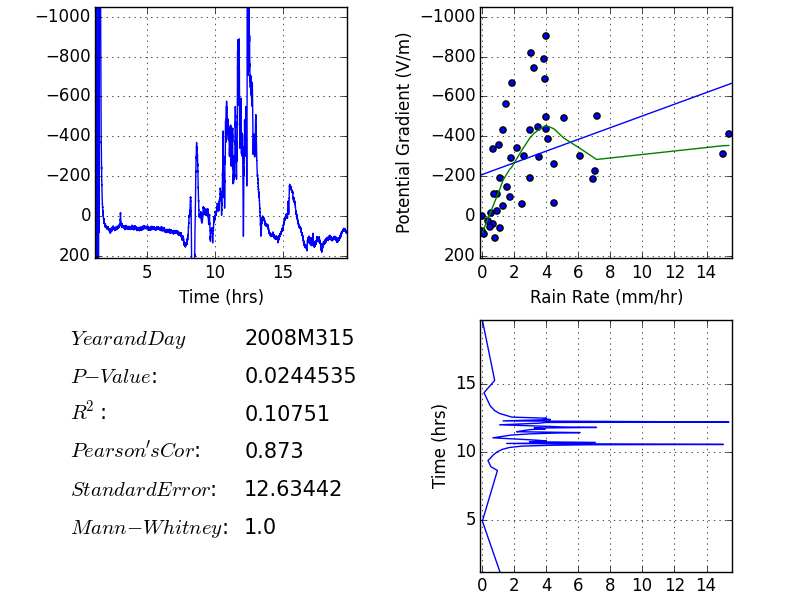 −1000
−800
−600
−400
−200
0
200
5 10 15
Time (hrs)
Potential Gradient (V/m)
−1000
−800
−600
−400
−200
0
200
0 2 4 6 8 10 12 14
Rain Rate (mm/hr)
YearandDay 2008M315
P−Value: 0.0244535
R² : 0.10751
Pearson′sCor: 0.873
StandardError: 12.63442
Mann−Whitney: 1.0
Time (hrs)
15
10
5
0 2 4 6 8 10 12 14